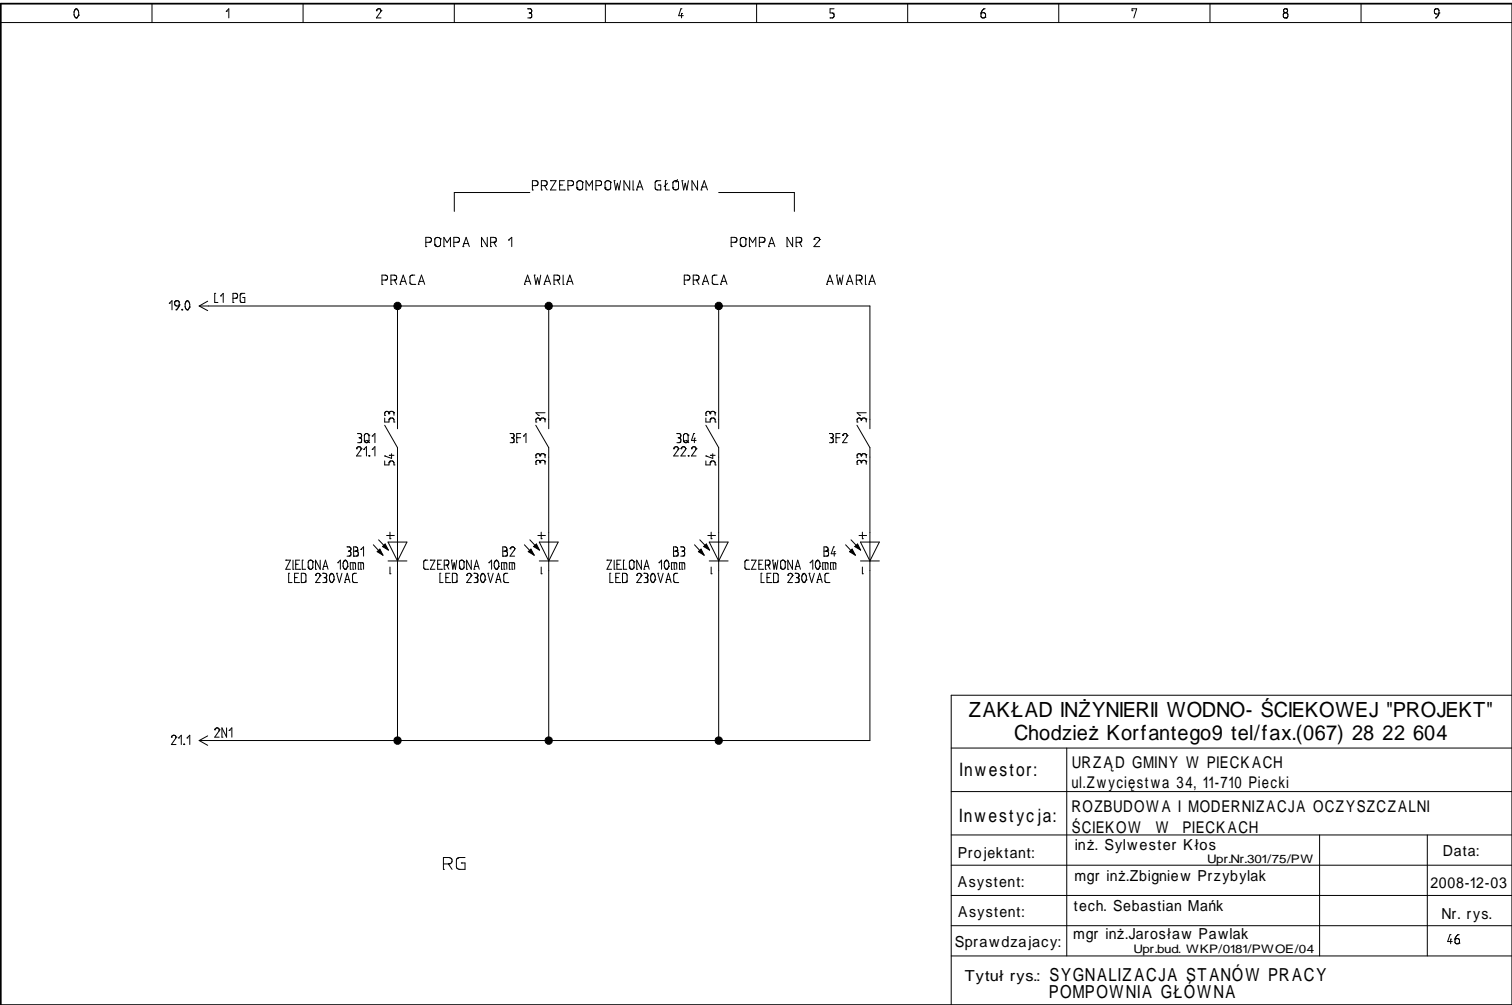 0 1 2 3 4 5 6 7 8 9
PRZEPOMPOWNIA GŁÓWNA
POMPA NR 1 POMPA NR 2
PRACA AWARIA PRACA AWARIA
19.0 L1 PG
53 31 53 31
3Q1 3F1 3Q4 3F2
21.1 22.2
54 33 54 33
3B1 B2 B3 B4
ZIELONA 10mm CZERWONA 10mm ZIELONA 10mm CZERWONA 10mm
LED 230VAC LED 230VAC LED 230VAC LED 230VAC
21.1 2N1
RG
ZAKŁAD INŻYNIERII WODNO- ŚCIEKOWEJ "PROJEKT"
Chodzież Korfantego9 tel/fax.(067) 28 22 604
Inwestor: URZĄD GMINY W PIECKACH
ul.Zwycięstwa 34, 11-710 Piecki
Inwestycja: ROZBUDOWA I MODERNIZACJA OCZYSZCZALNI
ŚCIEKOW W PIECKACH
Projektant: inż. Sylwester Kłos Data:
Upr.Nr.301/75/PW
Asystent: mgr inż.Zbigniew Przybylak 2008-12-03
Asystent: tech. Sebastian Mańk Nr. rys.
Sprawdzajacy: mgr inż.Jarosław Pawlak 46
Upr.bud. WKP/0181/PWOE/04
Tytuł rys.: SYGNALIZACJA STANÓW PRACY
POMPOWNIA GŁÓWNA